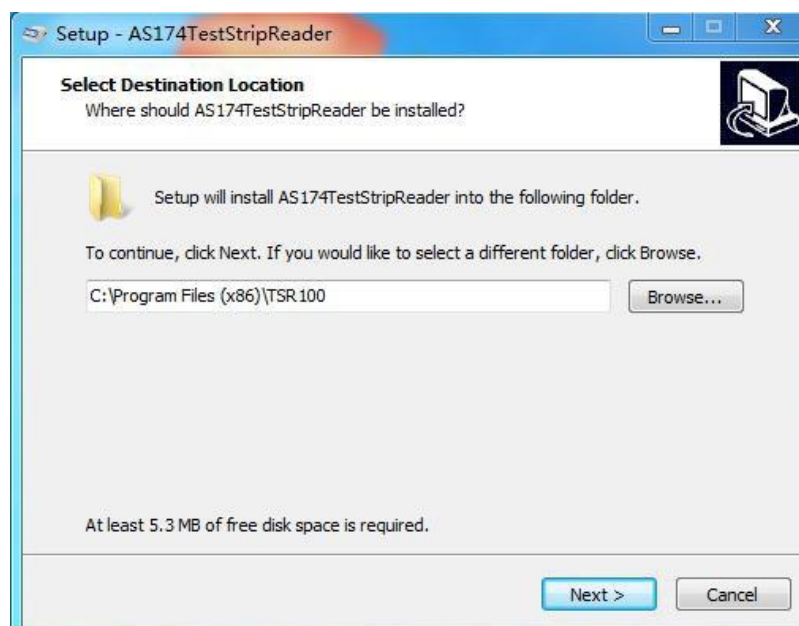 Setup - AS174TestStripReader
Select Destination Location
Where should AS174TestStripReader be installed?
Setup will install AS174TestStripReader into the following folder.
To continue, click Next. If you would like to select a different folder, click Browse.
C:\Program Files (x86)\TSR100
Browse...
At least 5.3 MB of free disk space is required.
Next >
Cancel